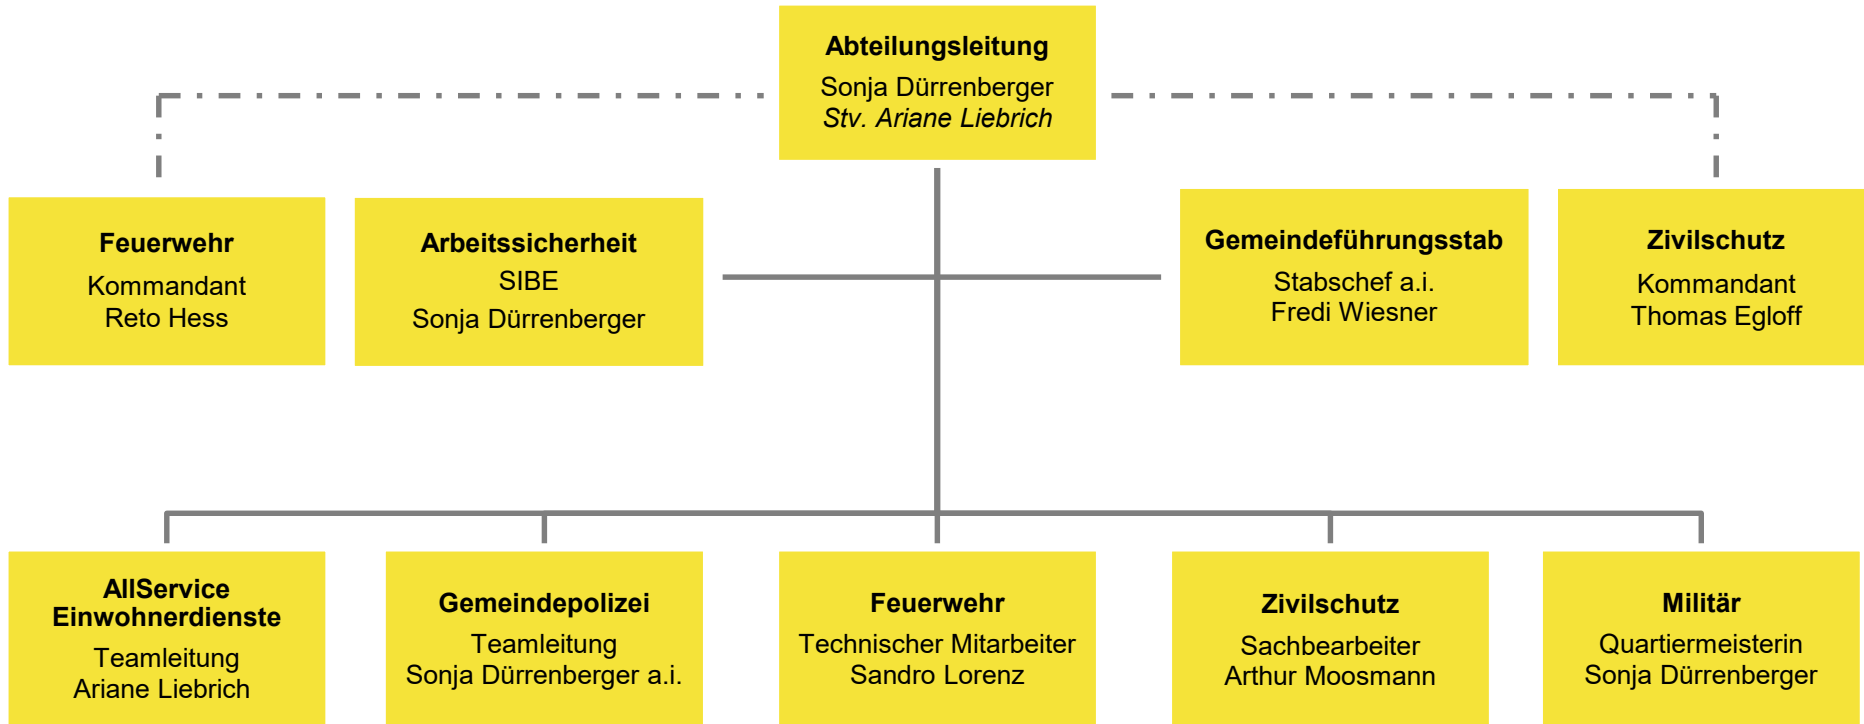 Abteilungsleitung
Sonja Dürrenberger
Stv. Ariane Liebrich
Feuerwehr
Kommandant
Reto Hess
Arbeitssicherheit
SIBE
Sonja Dürrenberger
Gemeindeführungsstab
Stabschef a.i.
Fredi Wiesner
Zivilschutz
Kommandant
Thomas Egloff
AllService
Einwohnerdienste
Teamleitung
Ariane Liebrich
Gemeindepolizei
Teamleitung
Sonja Dürrenberger a.i.
Feuerwehr
Technischer Mitarbeiter
Sandro Lorenz
Zivilschutz
Sachbearbeiter
Arthur Moosmann
Militär
Quartiermeisterin
Sonja Dürrenberger